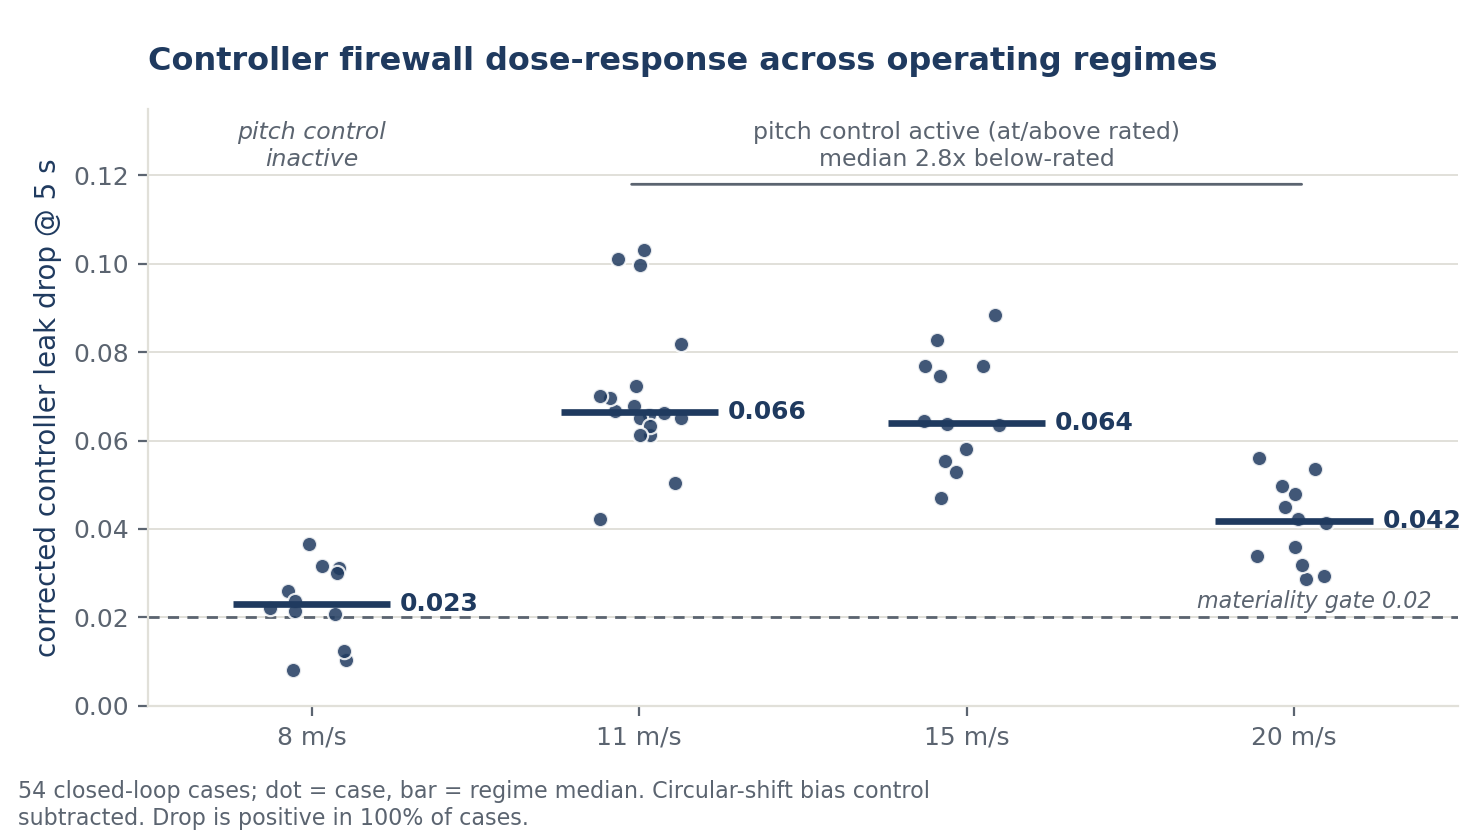 Controller firewall dose-response across operating regimes
pitch control
inactive
pitch control active (at/above rated)
median 2.8x below-rated
corrected controller leak drop @ 5 s
0.12
0.10
0.08
0.06
0.04
0.02
0.00
0.023
0.066
0.064
0.042
materiality gate 0.02
8 m/s
11 m/s
15 m/s
20 m/s
54 closed-loop cases; dot = case, bar = regime median. Circular-shift bias control
subtracted. Drop is positive in 100% of cases.